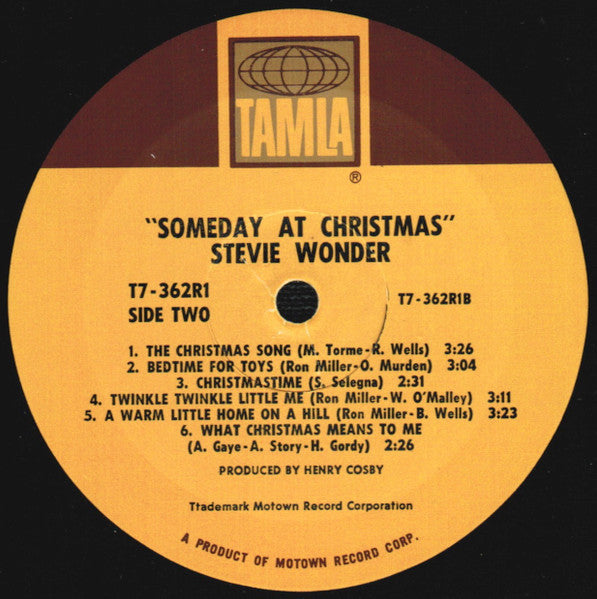 TAMLA
®
"SOMEDAY AT CHRISTMAS"
STEVIE WONDER
T7-362R1
T7-362R1B
SIDE TWO
1. THE CHRISTMAS SONG (M. Torme-R. Wells) 3:26
2. BEDTIME FOR TOYS (Ron Miller-O. Murden) 3:04
3. CHRISTMASTIME (S. Selegna) 2:31
4. TWINKLE TWINKLE LITTLE ME (Ron Miller-W. O'Malley) 3:11
5. A WARM LITTLE HOME ON A HILL (Ron Miller-B. Wells) 3:23
6. WHAT CHRISTMAS MEANS TO ME
(A. Gaye-A. Story-H. Gordy) 2:26
PRODUCED BY HENRY COSBY
Ttademark Motown Record Corporation
A PRODUCT OF MOTOWN RECORD CORP.